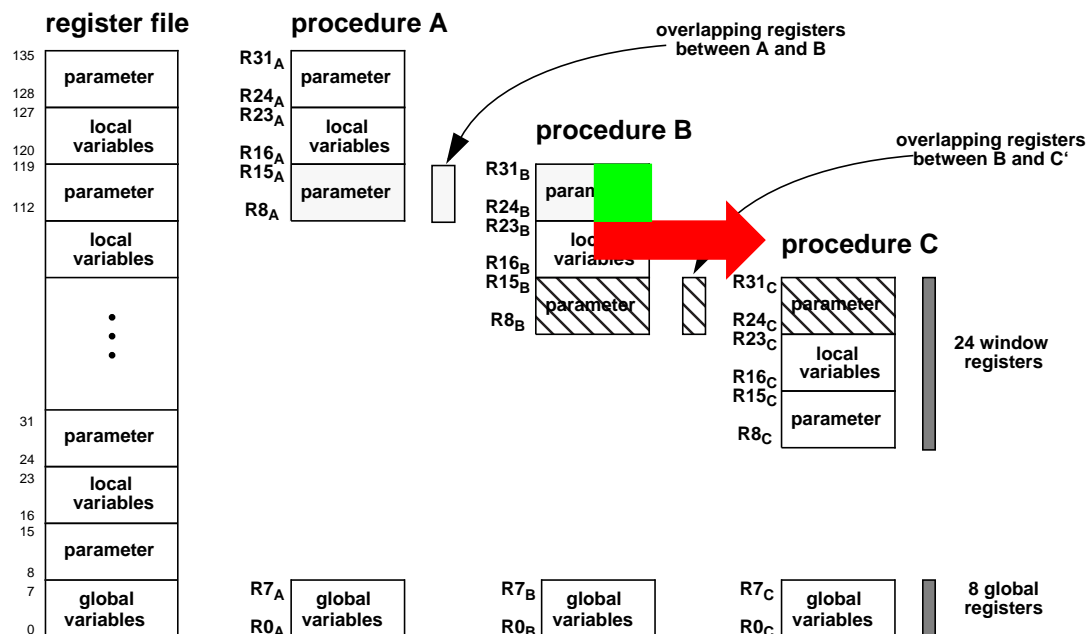 register file
procedure A
overlapping registers
between A and B
135
128
127
120
119
112
parameter
local
variables
parameter
local
variables
31
24
23
16
15
8
7
0
parameter
local
variables
parameter
global
variables
R31A
R24A
R23A
R16A
R15A
R8A
parameter
local
variables
parameter
R7A
R0A
global
variables
procedure B
R31B
R24B
R23B
R16B
R15B
R8B
variables
parameter
R7B
R0B
global
variables
overlapping registers
between B and C‘
procedure C
R31C
R24C
R23C
R16C
R15C
R8C
parameter
local
variables
parameter
24 window
registers
R7C
R0C
global
variables
8 global
registers